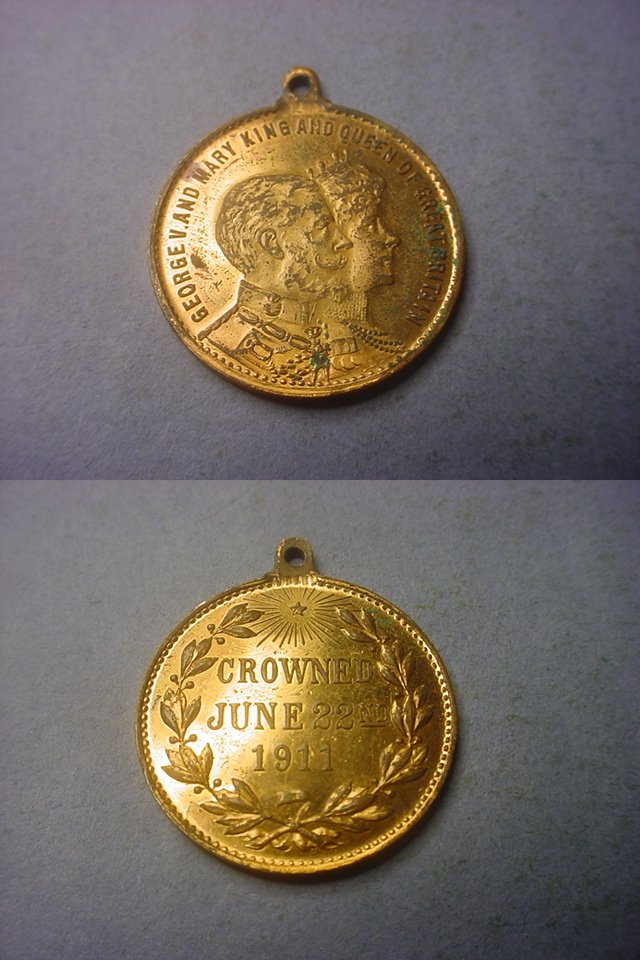 GEORGE V. AND MARY KING AND QUEEN OF GREAT BRITAIN
CROWNED
JUNE 22ND
1911